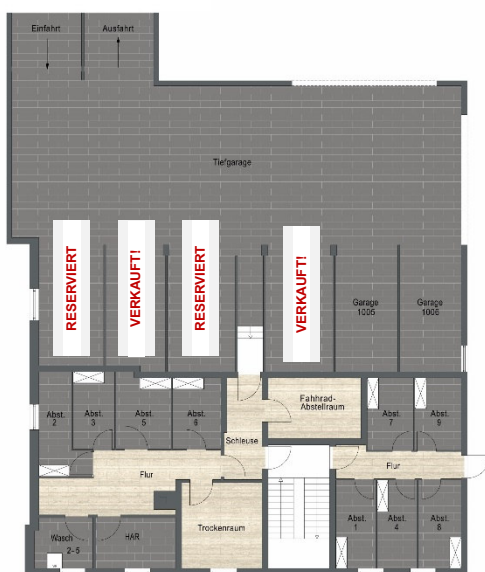 Einfahrt
Ausfahrt
Tiefgarage
RESERVIERT
VERKAUFT!
RESERVIERT
VERKAUFT!
Garage
1005
Garage
1006
Abst.
2
Abst.
3
Abst.
5
Abst.
6
Schleuse
Fahhrad-
Abstellraum
Abst.
7
Abst.
9
Flur
Flur
Wasch
2-5
HAR
Trockenraum
Abst.
1
Abst.
4
Abst.
8